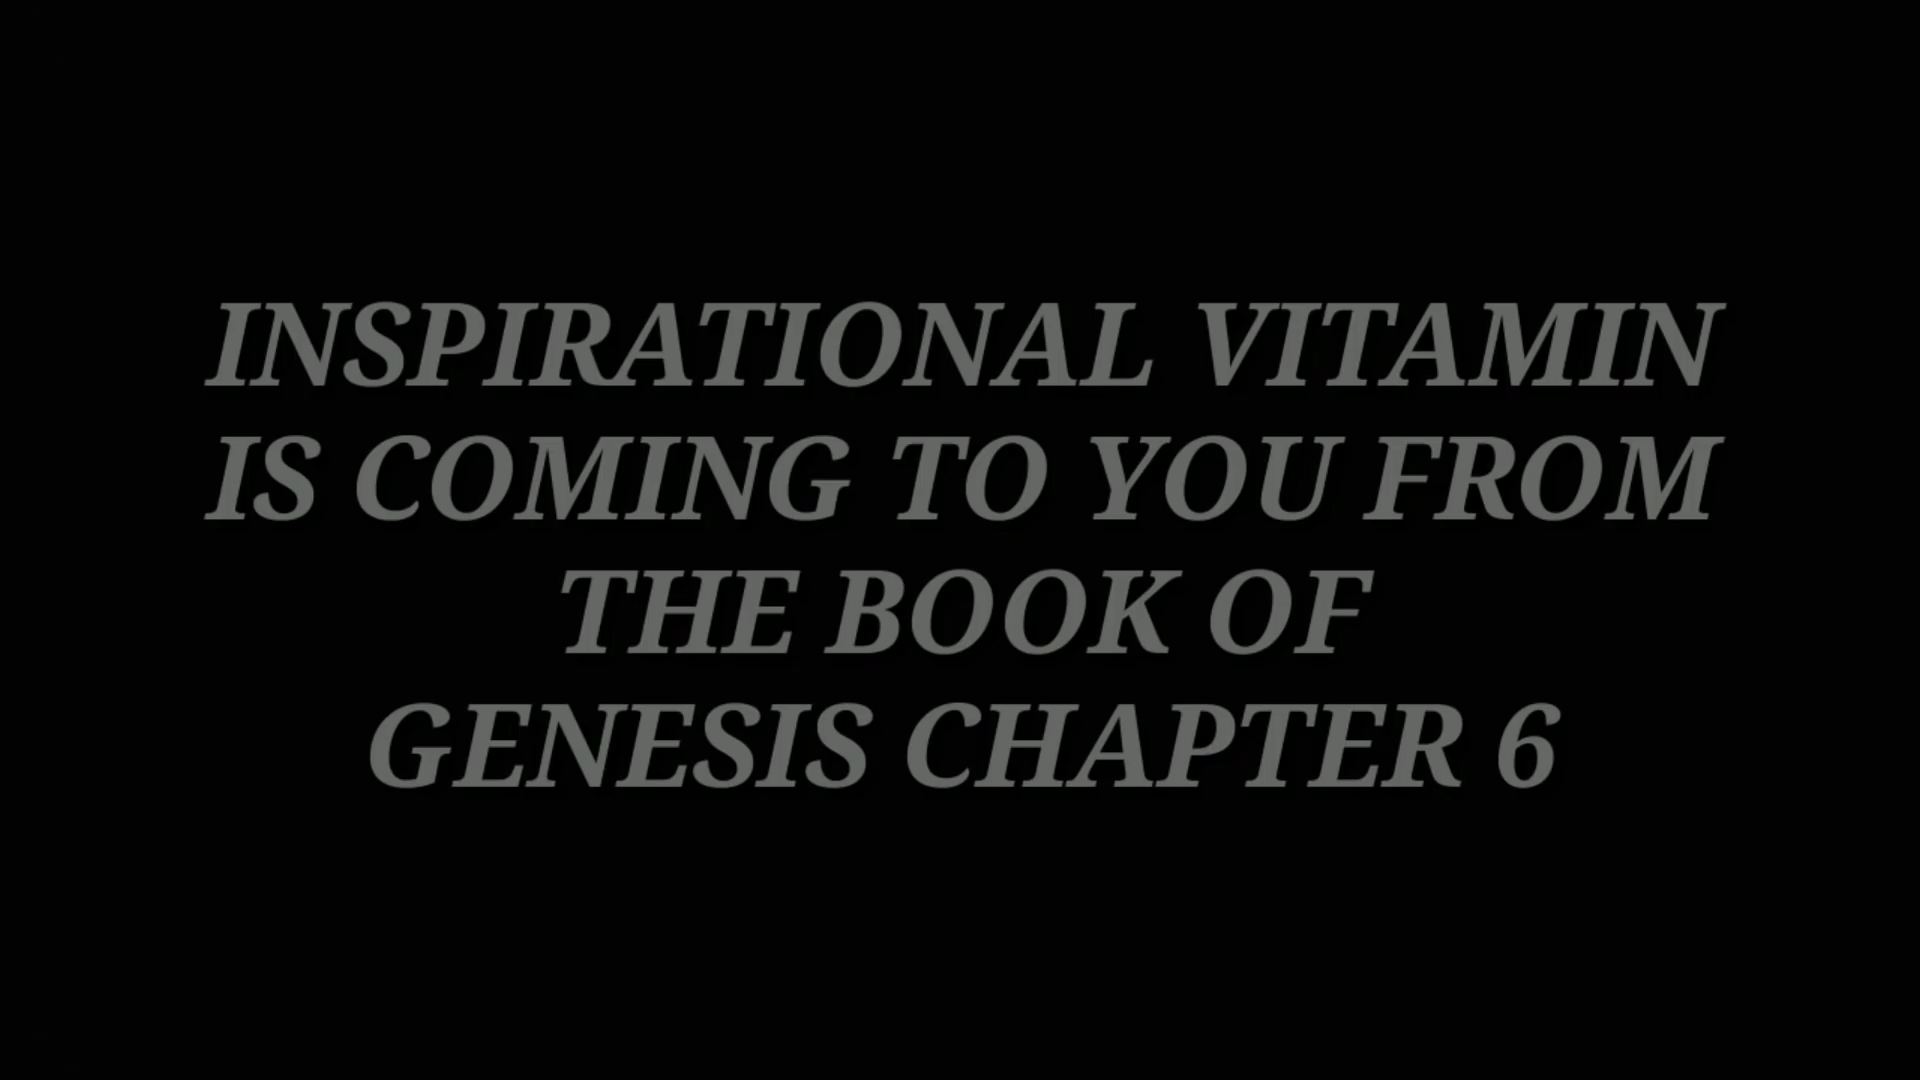 INSPIRATIONAL VITAMIN
IS COMING TO YOU FROM
THE BOOK OF
GENESIS CHAPTER 6